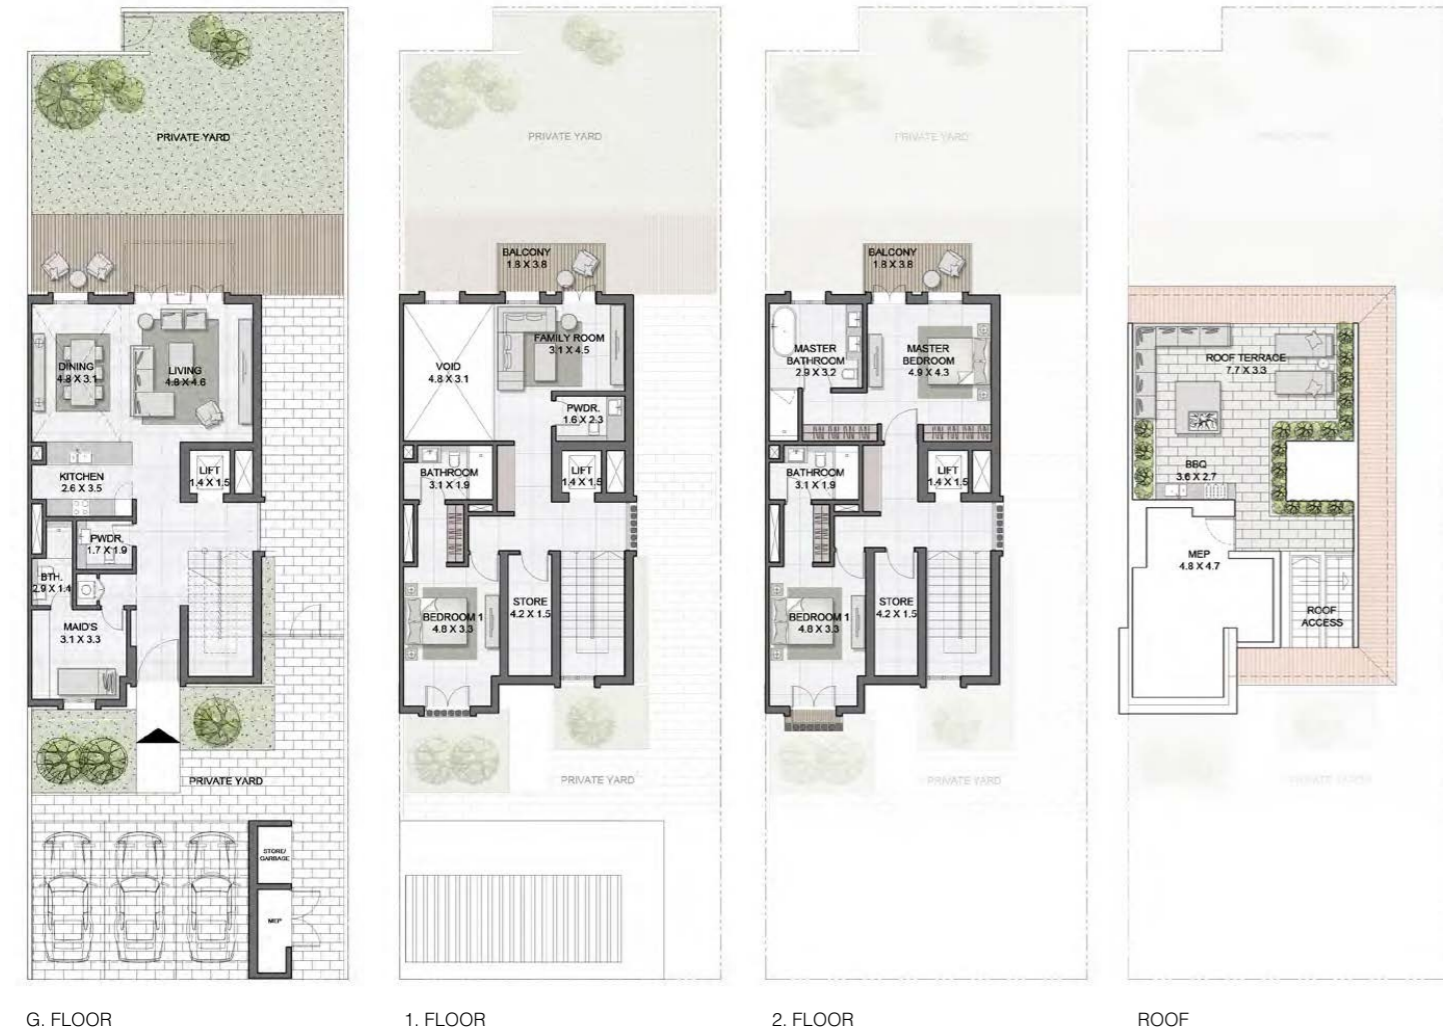 PRIVATE YARD
DINING
4.8 X 3.1
LIVING
4.8 X 4.6
KITCHEN
2.6 X 3.5
LIFT
1.4 X 1.5
PWDR.
1.7 X 1.9
BTH.
2.9 X 1.4
MAID'S
3.1 X 3.3
PRIVATE YARD
STORE/
GARBAGE
MEP
G. FLOOR
PRIVATE YARD
BALCONY
1.8 X 3.8
FAMILY ROOM
3.1 X 4.5
VOID
4.8 X 3.1
PWDR.
1.6 X 2.3
BATHROOM
3.1 X 1.9
LIFT
1.4 X 1.5
BEDROOM 1
4.8 X 3.3
STORE
4.2 X 1.5
PRIVATE YARD
1. FLOOR
PRIVATE YARD
BALCONY
1.8 X 3.8
MASTER
BATHROOM
2.9 X 3.2
MASTER
BEDROOM
4.9 X 4.3
BATHROOM
3.1 X 1.9
LIFT
1.4 X 1.5
BEDROOM 1
4.8 X 3.3
STORE
4.2 X 1.5
PRIVATE YARD
2. FLOOR
PRIVATE YARD
ROOF TERRACE
7.7 X 3.3
BBQ
3.6 X 2.7
MEP
4.8 X 4.7
ROOF
ACCESS
PRIVATE YARD
ROOF